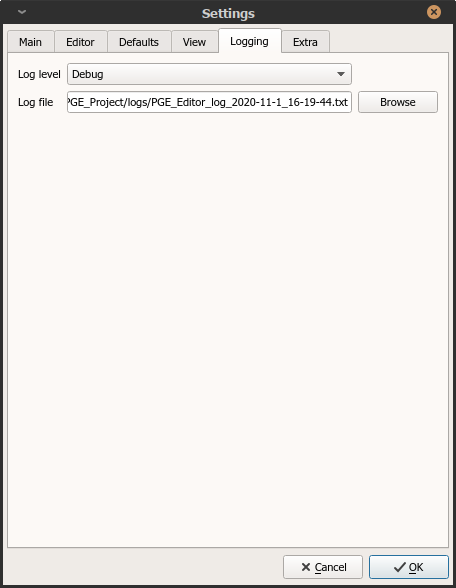 Settings
Main Editor Defaults View Logging Extra
Log level Debug
Log file PGE_Project/logs/PGE_Editor_log_2020-11-1_16-19-44.txt Browse
Cancel OK